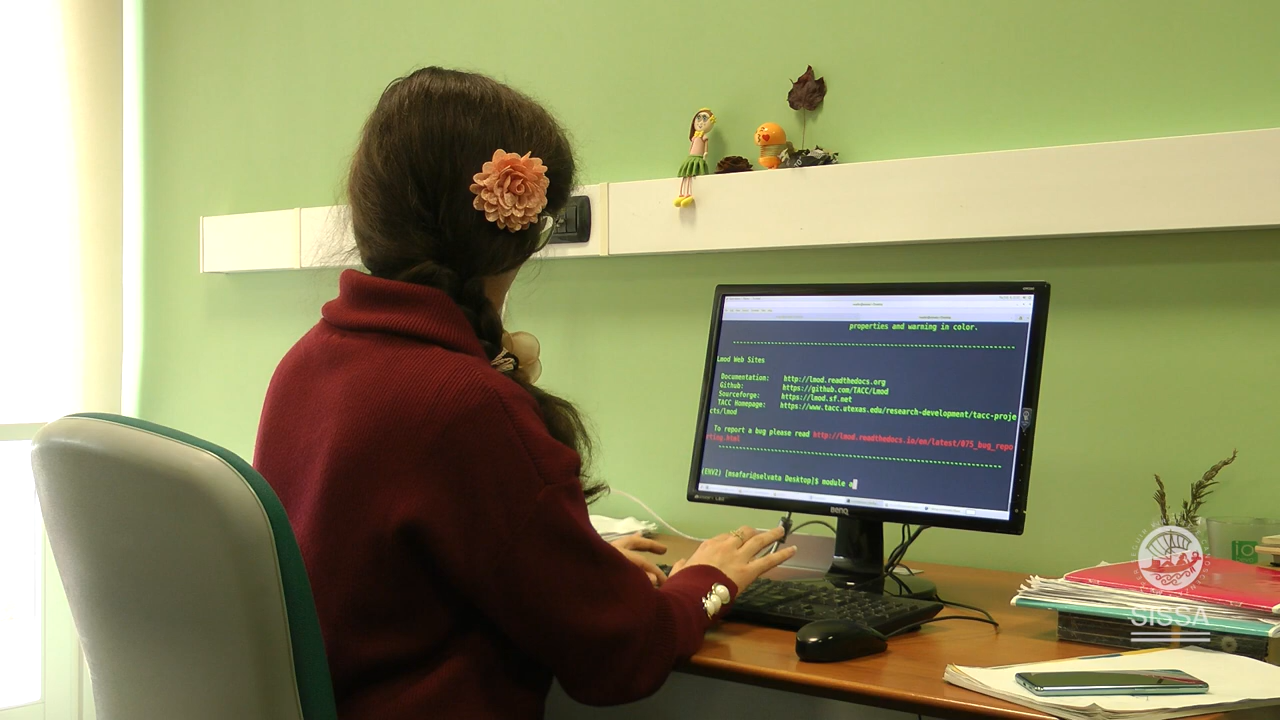 properties and warning in color.
Lmod Web Sites
Documentation: http://lmod.readthedocs.org
Github: https://github.com/TACC/Lmod
Sourceforge: https://lmod.sf.net
TACC Homepage: https://www.tacc.utexas.edu/research-development/tacc-proje
cts/lmod
To report a bug please read http://lmod.readthedocs.io/en/latest/075_bug_repo
rting.html
(ENV2) [msafari@selvata Desktop]$ module a
BenQ
SISSA